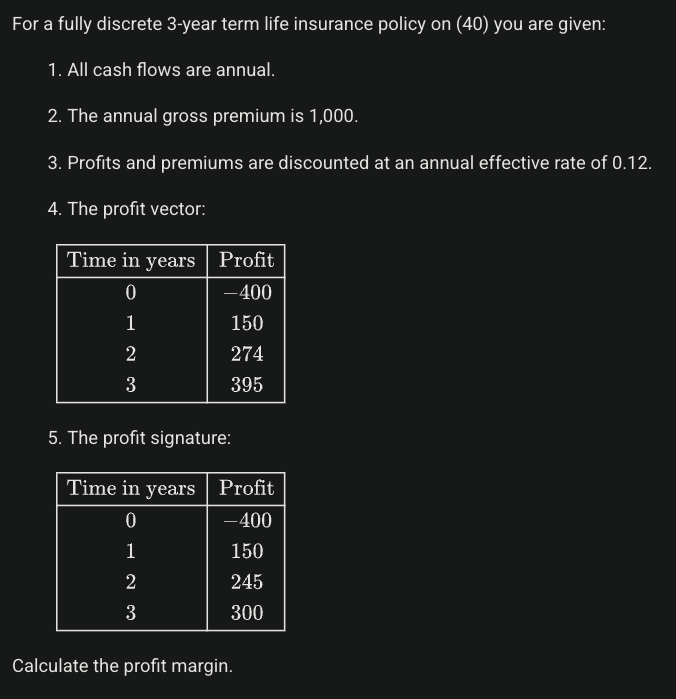 For a fully discrete 3-year term life insurance policy on (40) you are given:
1. All cash flows are annual.
2. The annual gross premium is 1,000.
3. Profits and premiums are discounted at an annual effective rate of 0.12.
4. The profit vector:
Time in years Profit
0 −400
1 150
2 274
3 395
5. The profit signature:
Time in years Profit
0 −400
1 150
2 245
3 300
Calculate the profit margin.